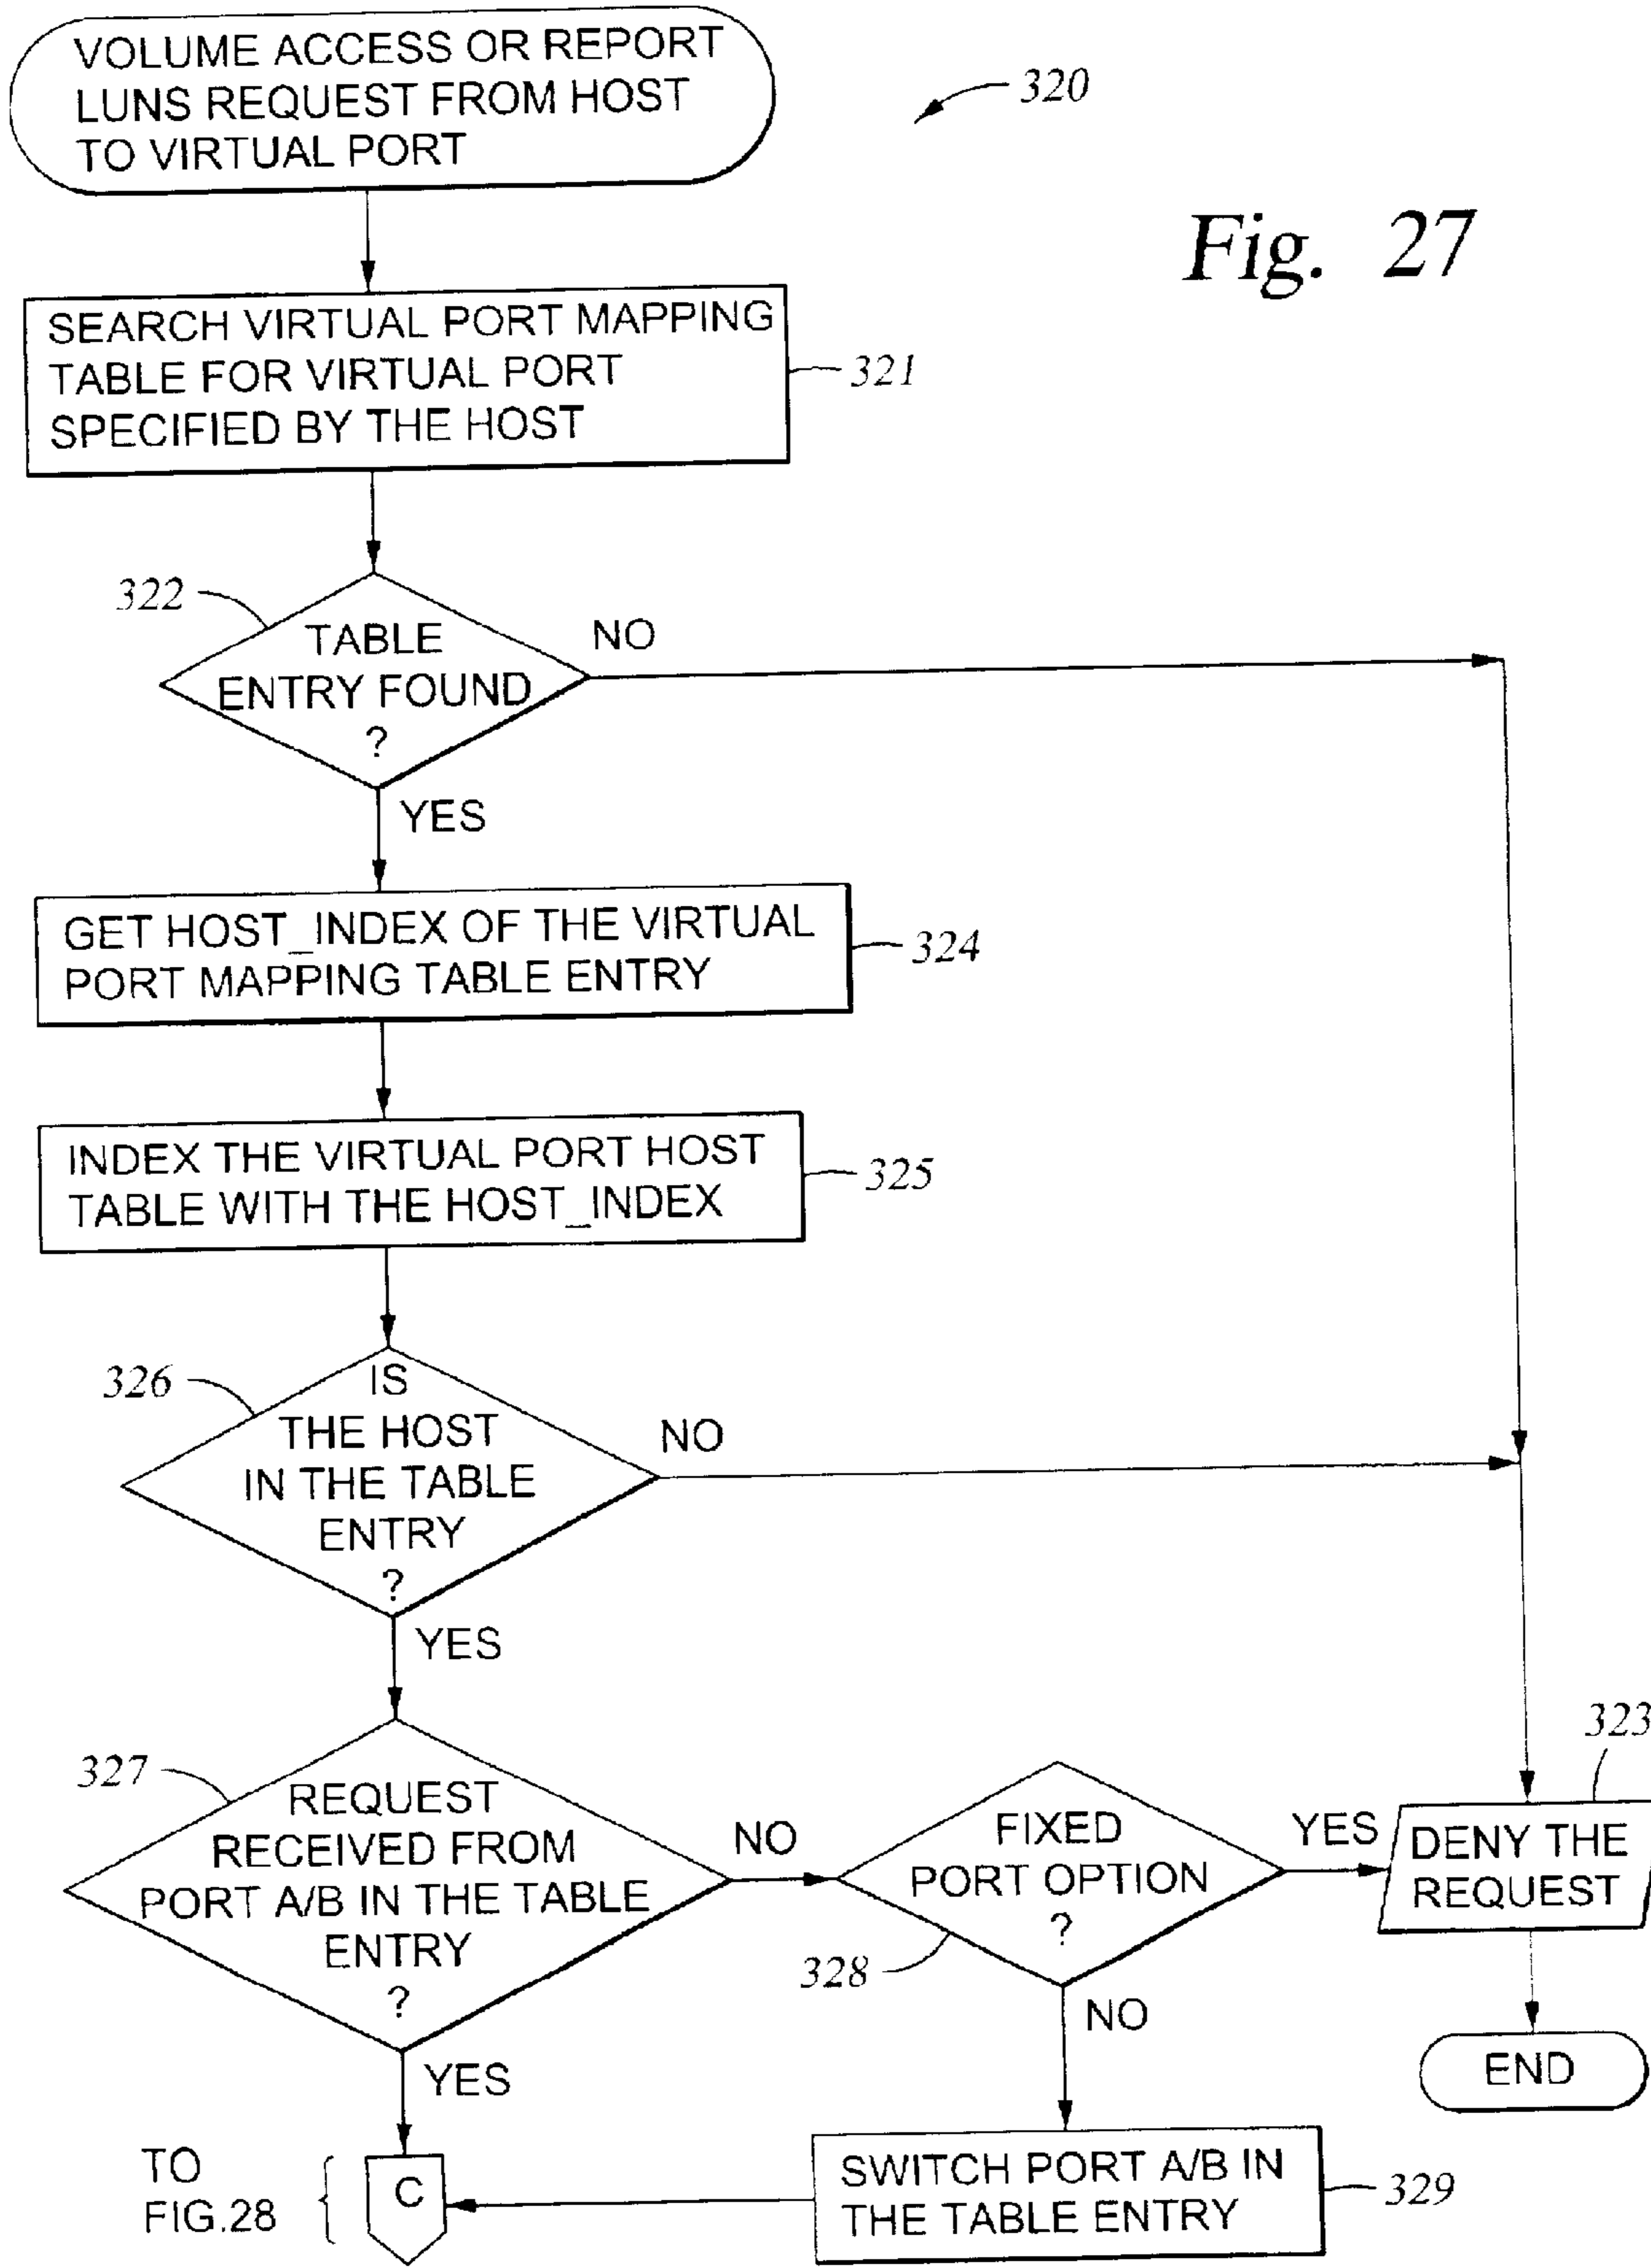 VOLUME ACCESS OR REPORT
LUNS REQUEST FROM HOST
TO VIRTUAL PORT
320
Fig. 27
SEARCH VIRTUAL PORT MAPPING
TABLE FOR VIRTUAL PORT
SPECIFIED BY THE HOST
321
322
TABLE
ENTRY FOUND
?
NO
YES
GET HOST_INDEX OF THE VIRTUAL
PORT MAPPING TABLE ENTRY
324
INDEX THE VIRTUAL PORT HOST
TABLE WITH THE HOST_INDEX
325
326
IS
THE HOST
IN THE TABLE
ENTRY
?
NO
YES
327
REQUEST
RECEIVED FROM
PORT A/B IN THE TABLE
ENTRY
?
NO
YES
FIXED
PORT OPTION
?
328
YES
NO
323
DENY THE
REQUEST
END
SWITCH PORT A/B IN
THE TABLE ENTRY
329
C
TO
FIG.28